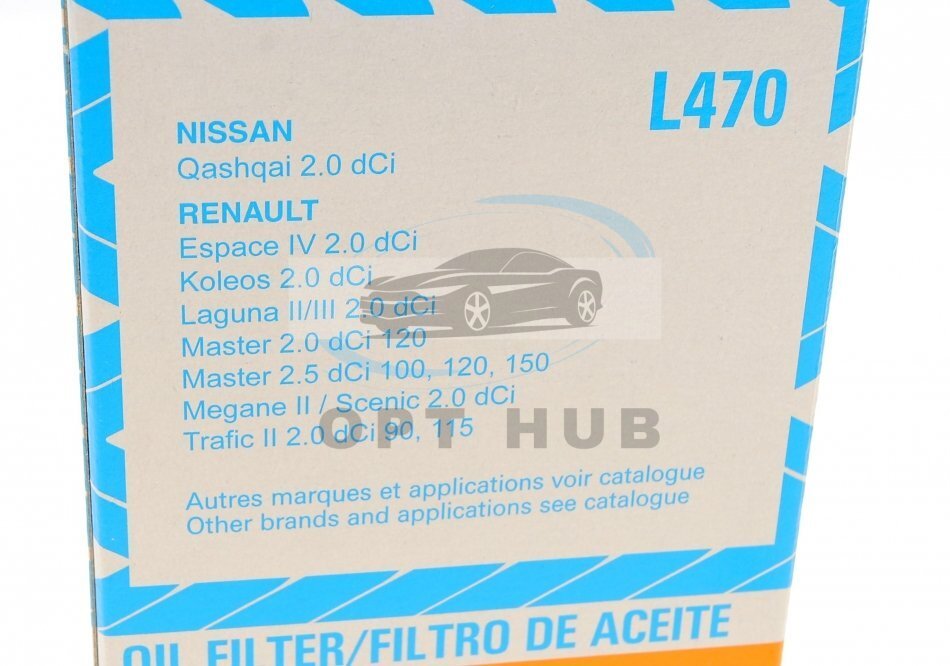 L470
NISSAN
Qashqai 2.0 dCi
RENAULT
Espace IV 2.0 dCi
Koleos 2.0 dCi
Laguna II/III 2.0 dCi
Master 2.0 dCi 120
Master 2.5 dCi 100, 120, 150
Megane II / Scenic 2.0 dCi
Trafic II 2.0 dCi 90, 115
OPT HUB
Autres marques et applications voir catalogue
Other brands and applications see catalogue
OIL FILTER/FILTRO DE ACEITE